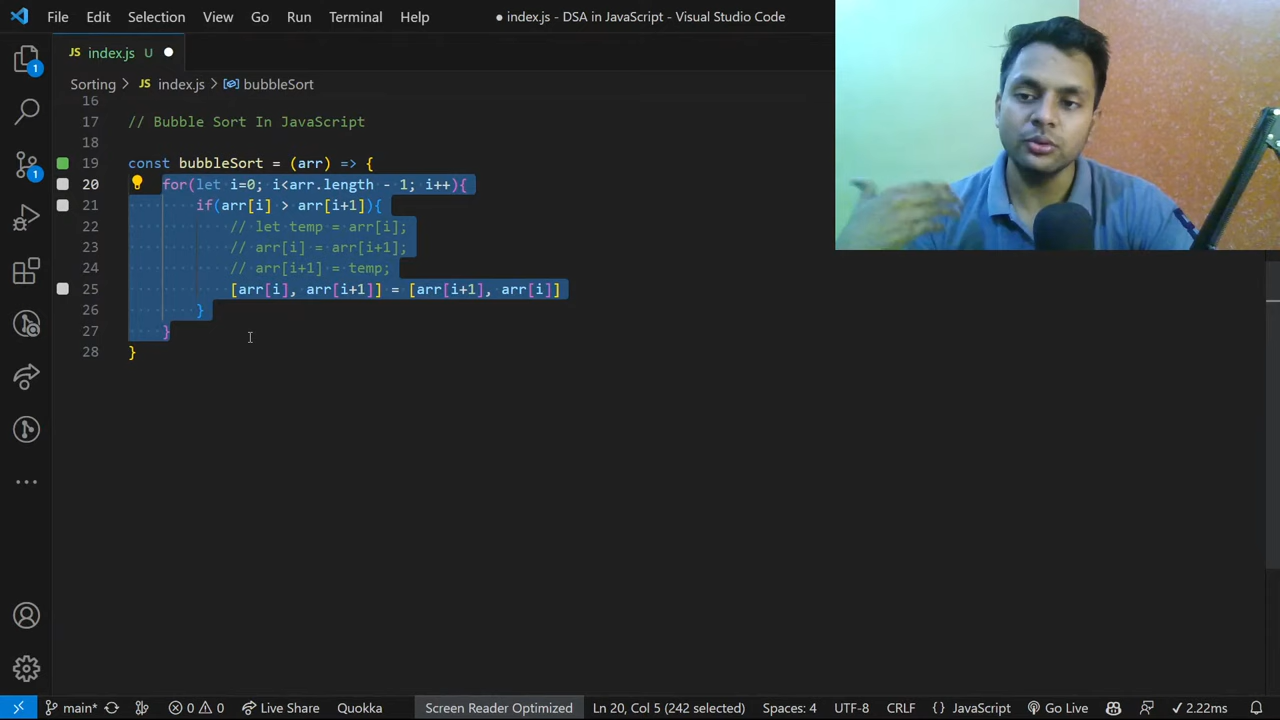 File Edit Selection View Go Run Terminal Help
● index.js - DSA in JavaScript - Visual Studio Code
JS index.js U ●
Sorting > JS index.js > bubbleSort
16
17 // Bubble Sort In JavaScript
18
19 const bubbleSort = (arr) => {
20 for(let i=0; i<arr.length - 1; i++){
21 if(arr[i] > arr[i+1]){
22 // let temp = arr[i];
23 // arr[i] = arr[i+1];
24 // arr[i+1] = temp;
25 [arr[i], arr[i+1]] = [arr[i+1], arr[i]]
26 }
27 }
28 }
1
1
main* 0 0 Live Share Quokka Screen Reader Optimized Ln 20, Col 5 (242 selected) Spaces: 4 UTF-8 CRLF {} JavaScript Go Live ✓ 2.22ms